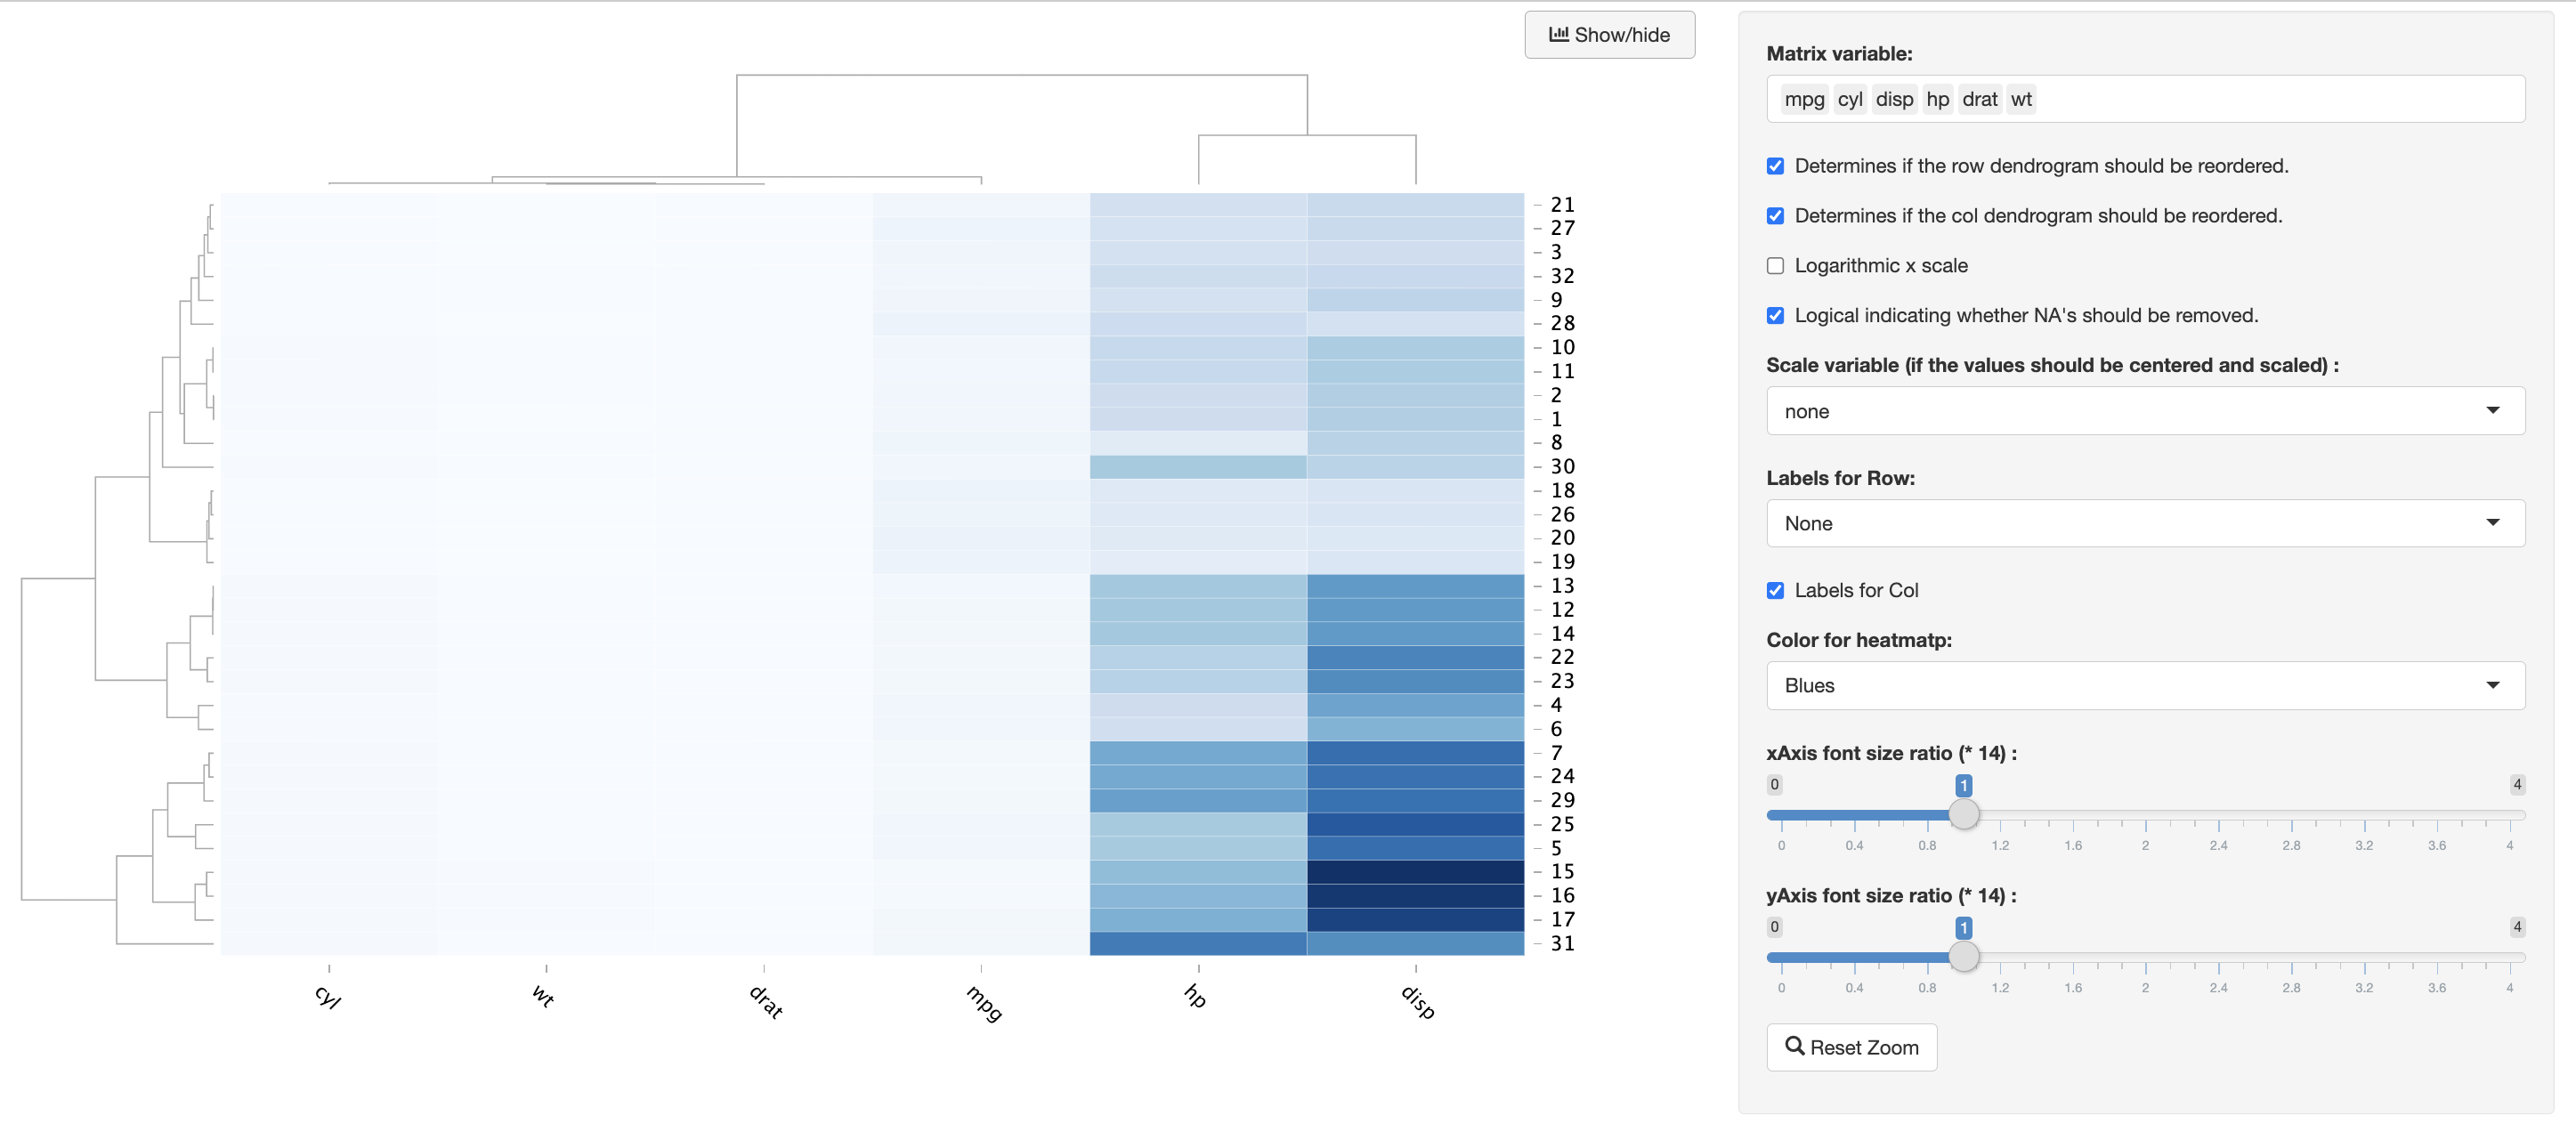 Show/hide
21
27
3
32
9
28
10
11
2
1
8
30
18
26
20
19
13
12
14
22
23
4
6
7
24
29
25
5
15
16
17
31
cyl wt drat mpg hp disp
Matrix variable:
mpg cyl disp hp drat wt
Determines if the row dendrogram should be reordered.
Determines if the col dendrogram should be reordered.
Logarithmic x scale
Logical indicating whether NA's should be removed.
Scale variable (if the values should be centered and scaled) :
none
Labels for Row:
None
Labels for Col
Color for heatmatp:
Blues
xAxis font size ratio (* 14) :
0 1 4
0 0.4 0.8 1.2 1.6 2 2.4 2.8 3.2 3.6 4
yAxis font size ratio (* 14) :
0 1 4
0 0.4 0.8 1.2 1.6 2 2.4 2.8 3.2 3.6 4
Reset Zoom